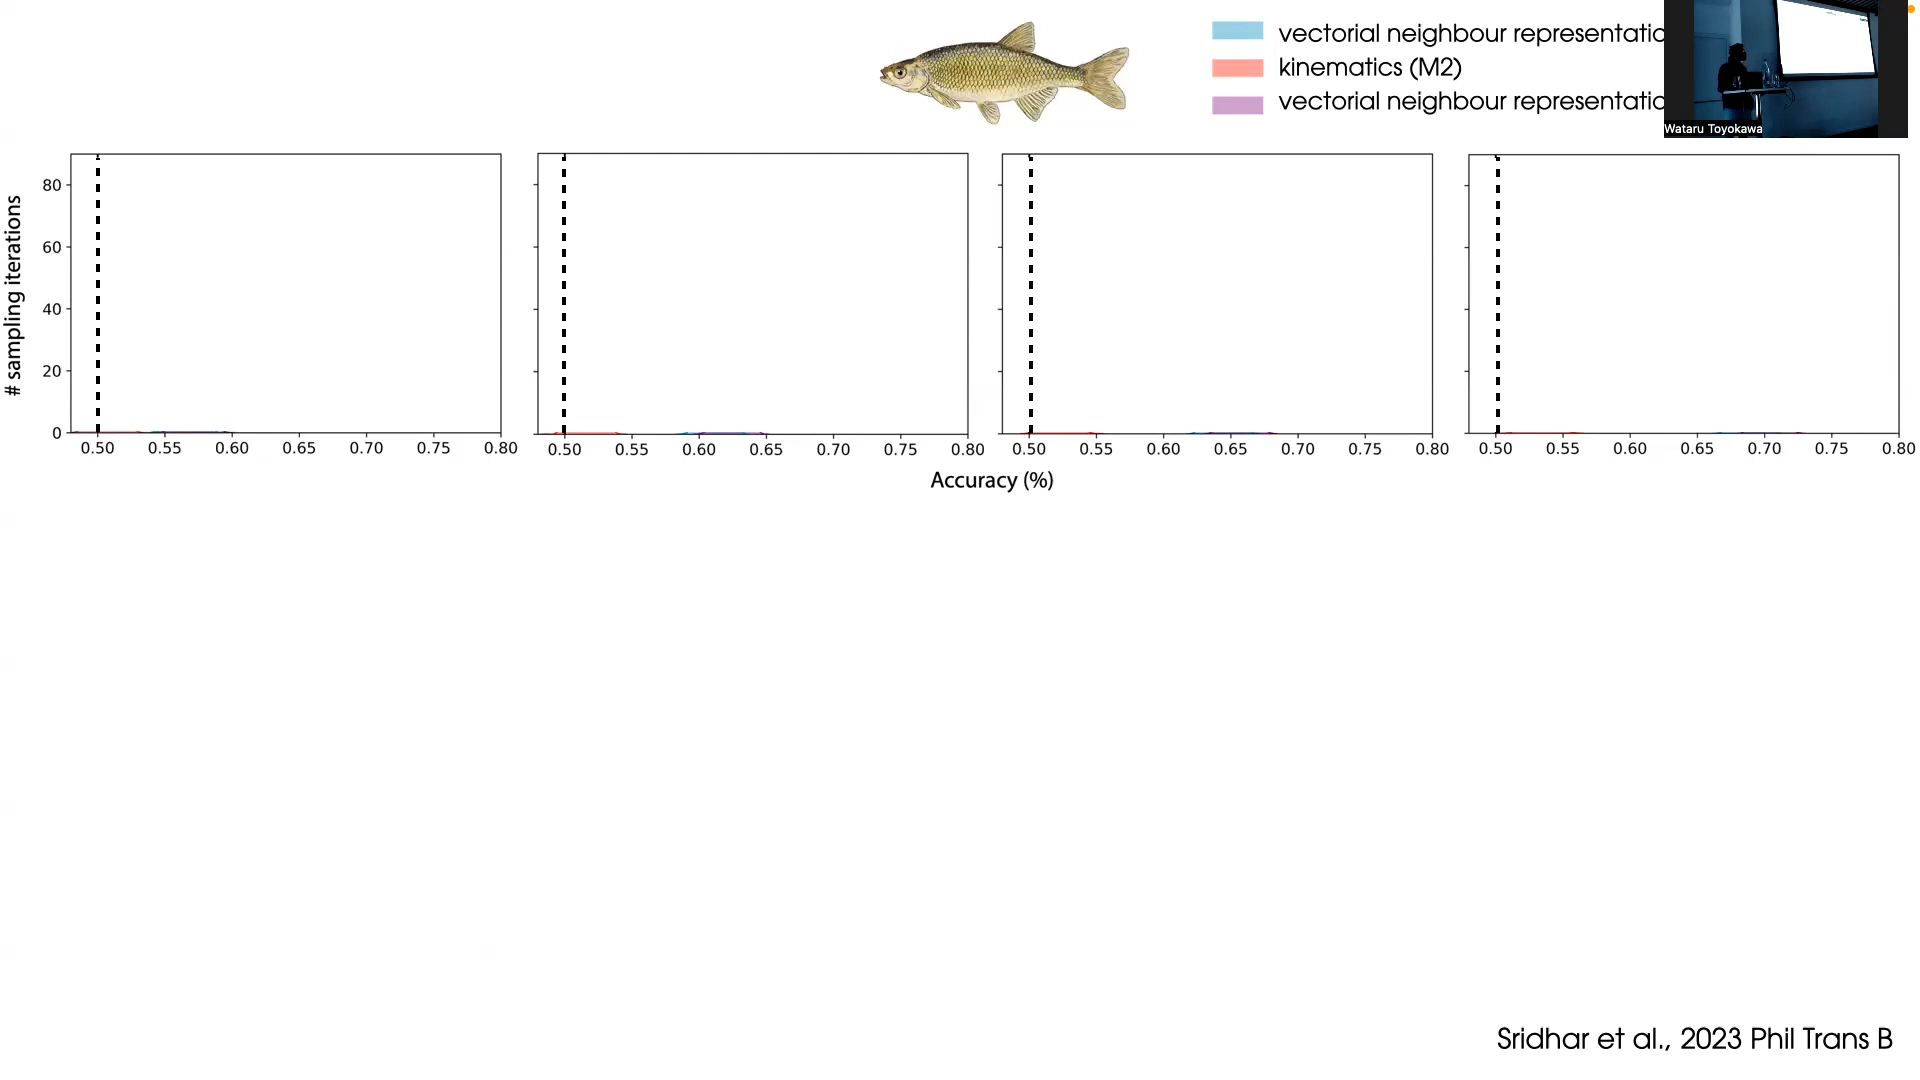 vectorial neighbour representatio
kinematics (M2)
vectorial neighbour representatio
Wataru Toyokawa
# sampling iterations
80
60
40
20
0
0.50 0.55 0.60 0.65 0.70 0.75 0.80
0.50 0.55 0.60 0.65 0.70 0.75 0.80
0.50 0.55 0.60 0.65 0.70 0.75 0.80
0.50 0.55 0.60 0.65 0.70 0.75 0.80
Accuracy (%)
Sridhar et al., 2023 Phil Trans B